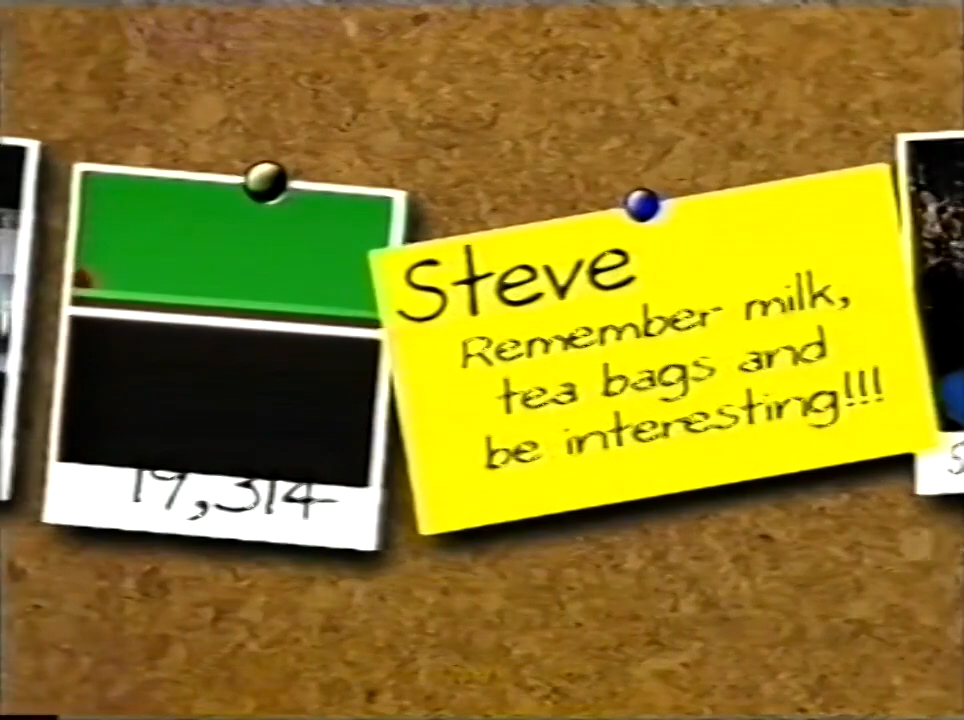 19,314
Steve
Remember milk,
tea bags and
be interesting!!!
S